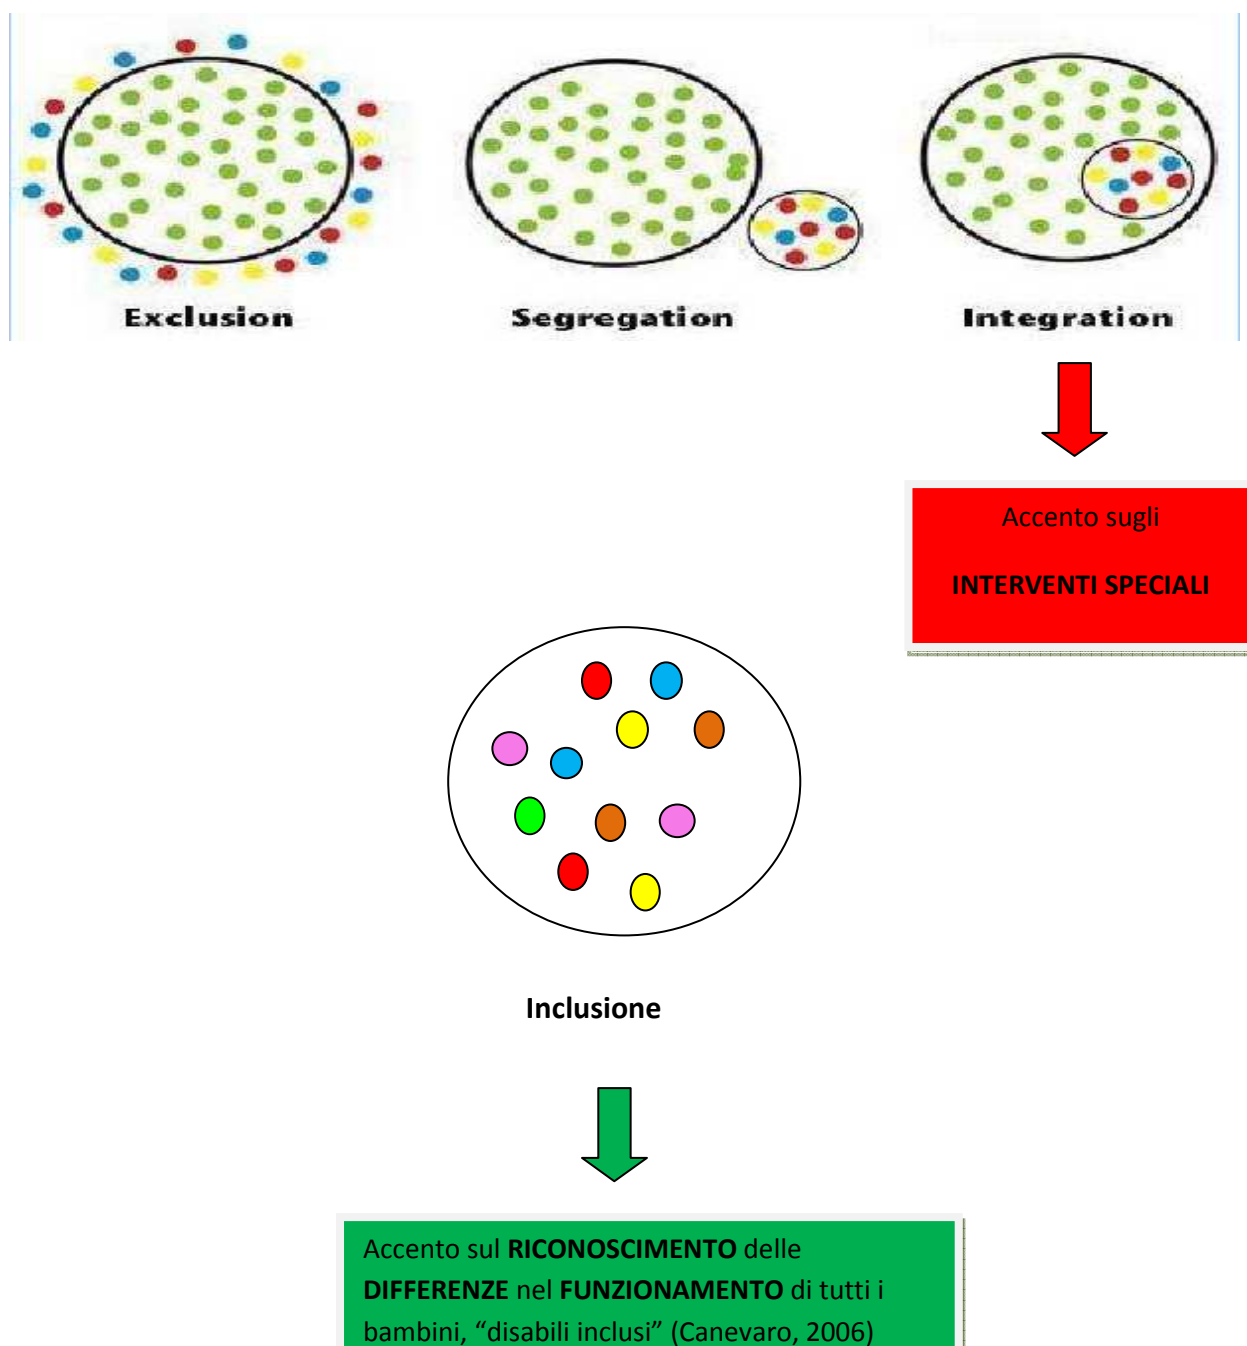 Exclusion
Segregation
Integration
Accento sugli
INTERVENTI SPECIALI
Inclusione
Accento sul RICONOSCIMENTO delle
DIFFERENZE nel FUNZIONAMENTO di tutti i
bambini, “disabili inclusi” (Canevaro, 2006)